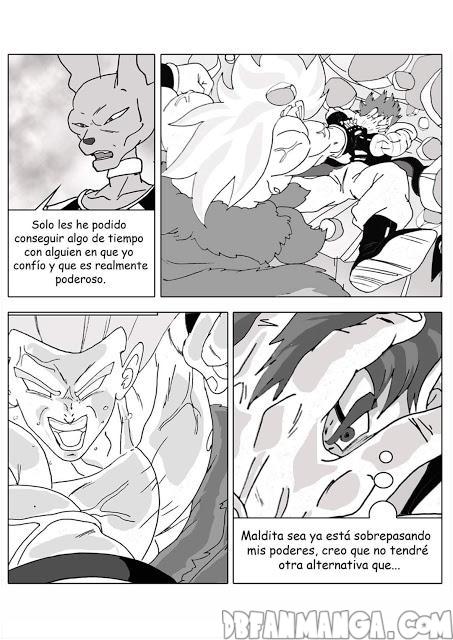 Solo les he podido
conseguir algo de tiempo
con alguien en que yo
confío y que es realmente
poderoso.
Maldita sea ya está sobrepasando
mis poderes, creo que no tendré
otra alternativa que...
DBFANMANGA.COM